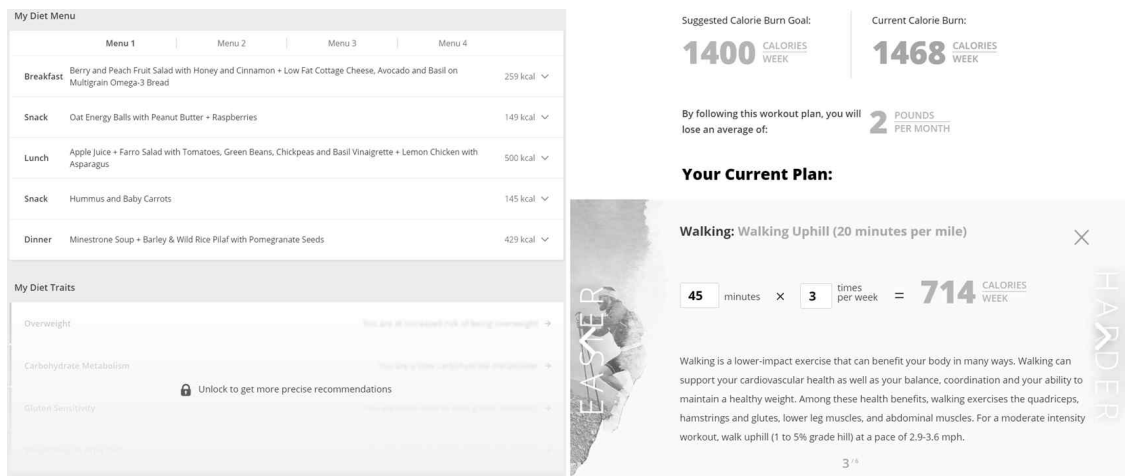 My Diet Menu
Menu 1
Menu 2
Menu 3
Menu 4
Breakfast
Berry and Peach Fruit Salad with Honey and Cinnamon + Low Fat Cottage Cheese, Avocado and Basil on
Multigrain Omega-3 Bread
259 kcal
Snack
Oat Energy Balls with Peanut Butter + Raspberries
149 kcal
Lunch
Apple Juice + Farro Salad with Tomatoes, Green Beans, Chickpeas and Basil Vinaigrette + Lemon Chicken with
Asparagus
500 kcal
Snack
Hummus and Baby Carrots
145 kcal
Dinner
Minestrone Soup + Barley & Wild Rice Pilaf with Pomegranate Seeds
429 kcal
My Diet Traits
Overweight
Carbohydrate Metabolism
Unlock to get more precise recommendations
Gluten Sensitivity
Suggested Calorie Burn Goal:
1400 CALORIES
WEEK
Current Calorie Burn:
1468 CALORIES
WEEK
By following this workout plan, you will
lose an average of:
2 POUNDS
PER MONTH
Your Current Plan:
Walking: Walking Uphill (20 minutes per mile)
45 minutes × 3 times
per week = 714 CALORIES
WEEK
EASIER
HARDER
Walking is a lower-impact exercise that can benefit your body in many ways. Walking can
support your cardiovascular health as well as your balance, coordination and your ability to
maintain a healthy weight. Among these health benefits, walking exercises the quadriceps,
hamstrings and glutes, lower leg muscles, and abdominal muscles. For a moderate intensity
workout, walk uphill (1 to 5% grade hill) at a pace of 2.9-3.6 mph.
3 / 6